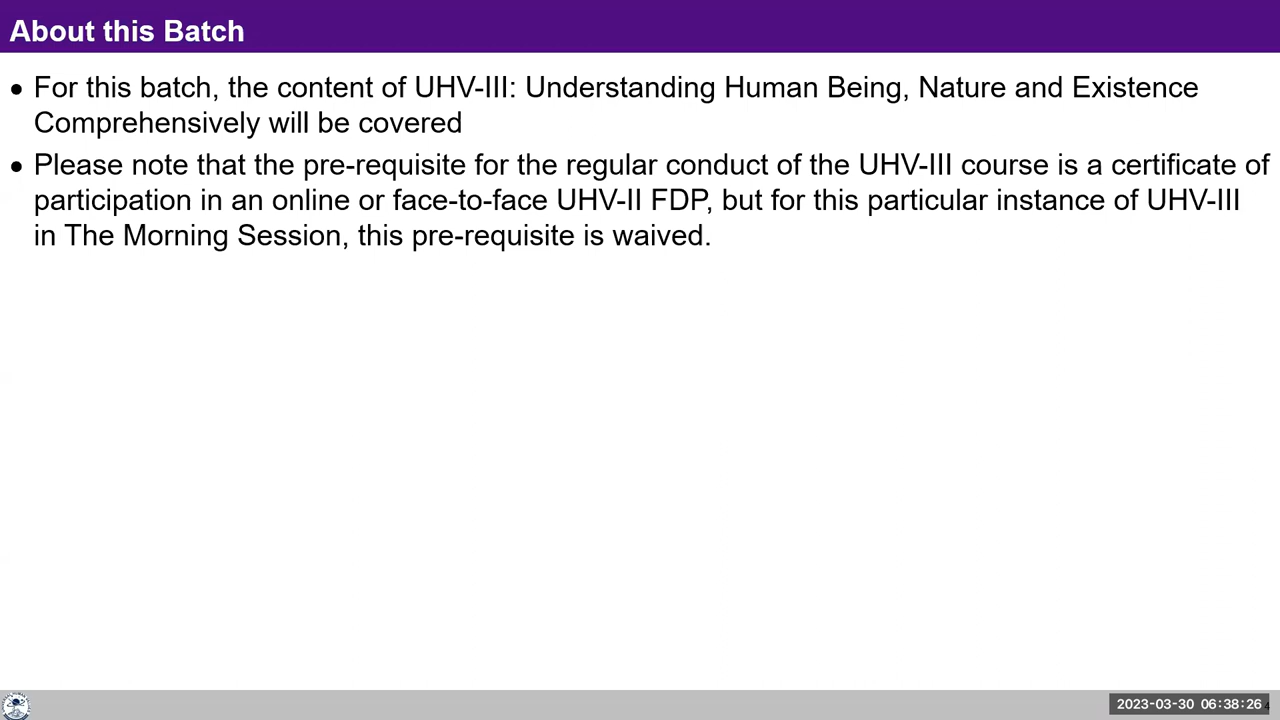 About this Batch
• For this batch, the content of UHV-III: Understanding Human Being, Nature and Existence
Comprehensively will be covered
• Please note that the pre-requisite for the regular conduct of the UHV-III course is a certificate of
participation in an online or face-to-face UHV-II FDP, but for this particular instance of UHV-III
in The Morning Session, this pre-requisite is waived.
2023-03-30 06:38:26